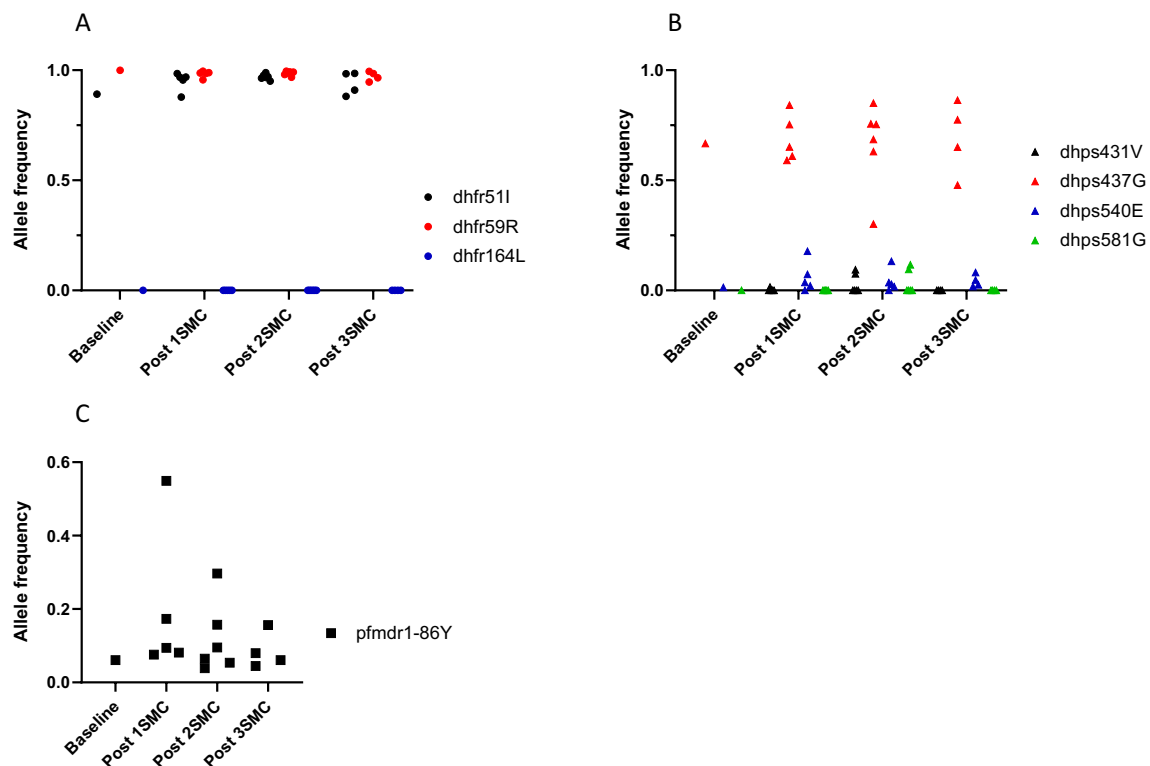 A
Allele frequency
1.0
0.5
0.0
Baseline
Post 1SMC
Post 2SMC
Post 3SMC
dhfr51I
dhfr59R
dhfr164L
B
Allele frequency
1.0
0.5
0.0
Baseline
Post 1SMC
Post 2SMC
Post 3SMC
dhps431V
dhps437G
dhps540E
dhps581G
C
Allele frequency
0.6
0.4
0.2
0.0
Baseline
Post 1SMC
Post 2SMC
Post 3SMC
pfmdr1-86Y